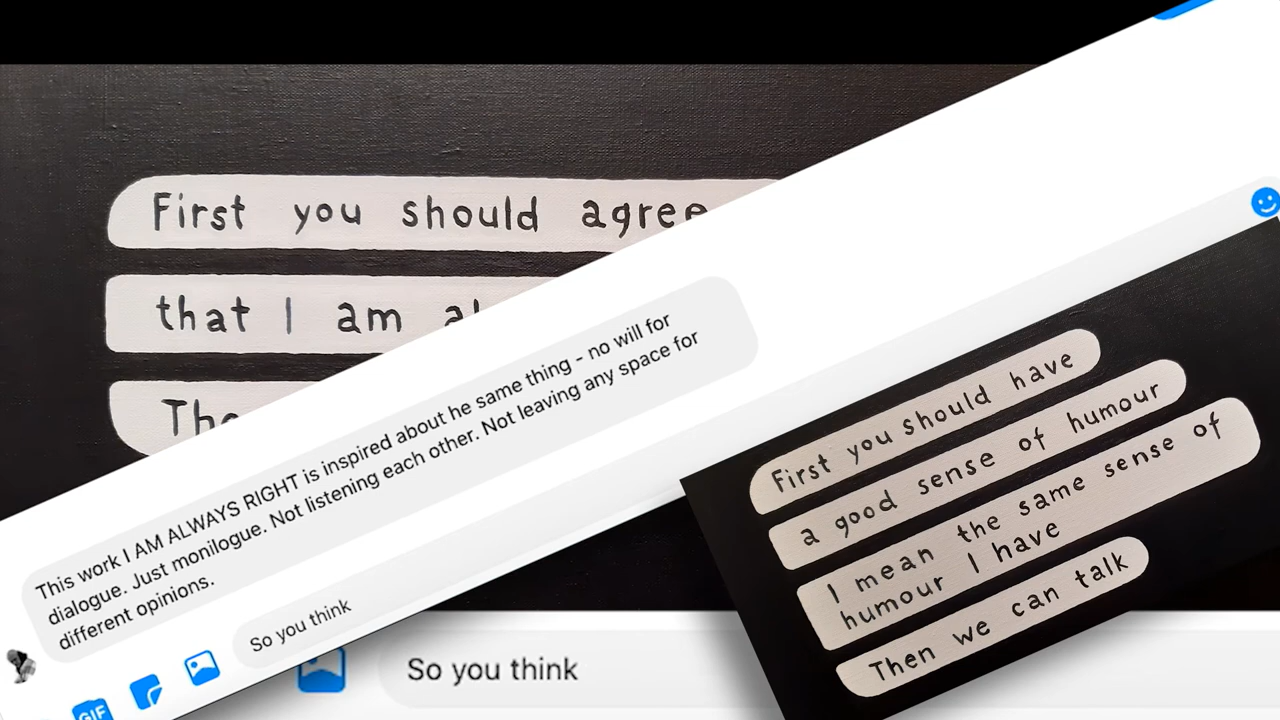 First you should agree
that I am
This work I AM ALWAYS RIGHT is inspired about he same thing - no will for
dialogue. Just monilogue. Not listening each other. Not leaving any space for
different opinions.
GIF
So you think
So you think
First you should have
a good sense of humour
I mean the same sense of
humour I have
Then we can talk